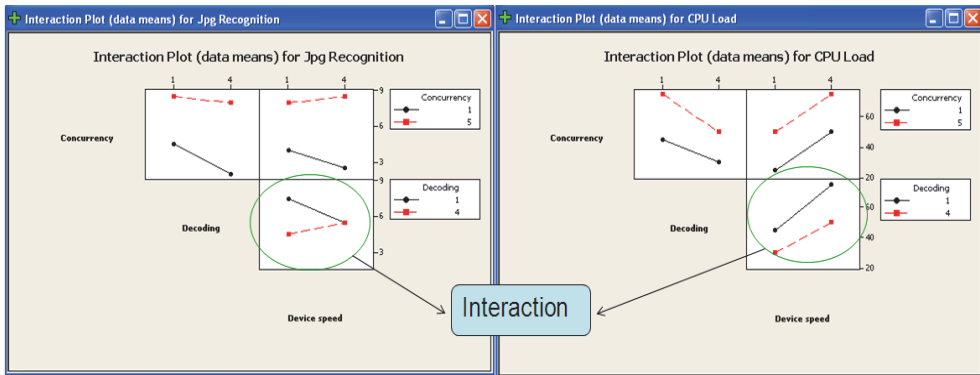 Interaction Plot (data means) for Jpg Recognition
Interaction Plot (data means) for Jpg Recognition
1 4 1 4
Concurrency
9
6
3
Concurrency
1
5
Decoding
9
6
3
Decoding
1
4
Device speed
Interaction Plot (data means) for CPU Load
Interaction Plot (data means) for CPU Load
1 4 1 4
Concurrency
60
40
20
Concurrency
1
5
Decoding
60
40
20
Decoding
1
4
Device speed
Interaction